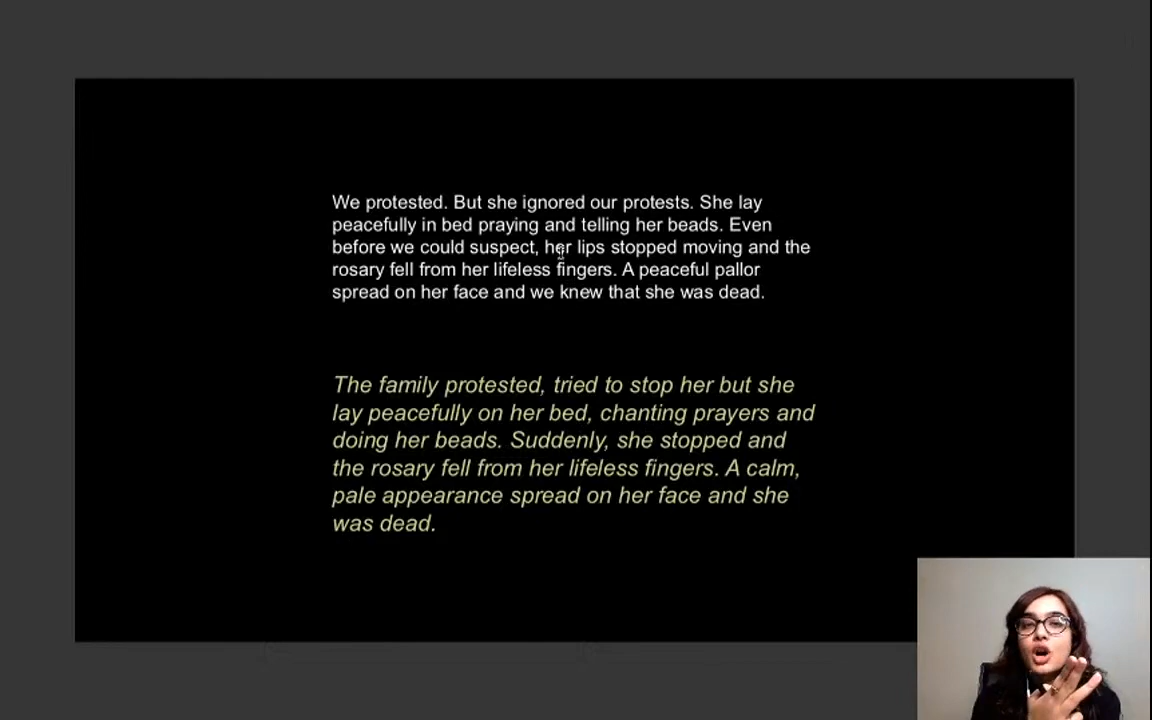 We protested. But she ignored our protests. She lay
peacefully in bed praying and telling her beads. Even
before we could suspect, her lips stopped moving and the
rosary fell from her lifeless fingers. A peaceful pallor
spread on her face and we knew that she was dead.
The family protested, tried to stop her but she
lay peacefully on her bed, chanting prayers and
doing her beads. Suddenly, she stopped and
the rosary fell from her lifeless fingers. A calm,
pale appearance spread on her face and she
was dead.